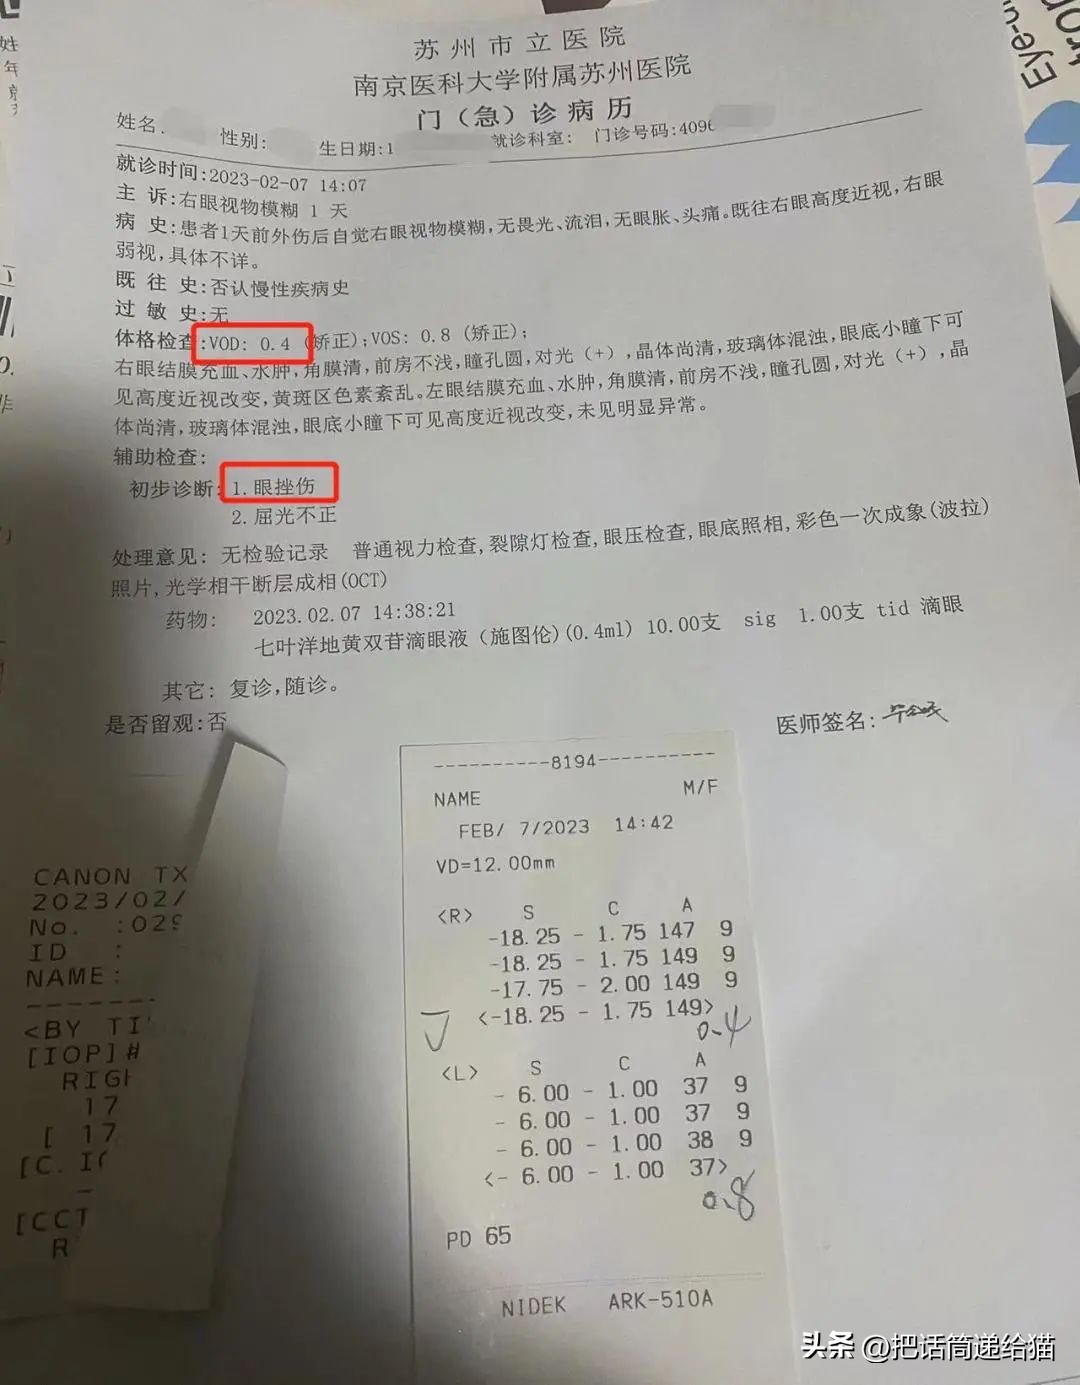 苏州市立医院
南京医科大学附属苏州医院
门（急）诊病历
姓名 性别: 生日期:1 就诊科室: 门诊号码:4096
就诊时间:2023-02-07 14:07
主 诉:右眼视物模糊 1 天
病 史:患者1天前外伤后自觉右眼视物模糊,无畏光、流泪,无眼胀、头痛。既往右眼高度近视,右眼
弱视,具体不详。
既 往 史:否认慢性疾病史
过 敏 史:无
体格检查:VOD: 0.4 (矫正);VOS: 0.8 (矫正);
右眼结膜充血、水肿,角膜清,前房不浅,瞳孔圆,对光（+）,晶体尚清,玻璃体混浊,眼底小瞳下可
见高度近视改变,黄斑区色素紊乱。左眼结膜充血、水肿,角膜清,前房不浅,瞳孔圆,对光（+）,晶
体尚清,玻璃体混浊,眼底小瞳下可见高度近视改变,未见明显异常。
辅助检查:
初步诊断:1.眼挫伤
2.屈光不正
处理意见: 无检验记录 普通视力检查,裂隙灯检查,眼压检查,眼底照相,彩色一次成象(波拉)
照片,光学相干断层成相(OCT)
药物: 2023.02.07 14:38:21
七叶洋地黄双苷滴眼液（施图伦)(0.4ml) 10.00支 sig 1.00支 tid 滴眼
其它: 复诊,随诊。
是否留观:否
医师签名:
----------8194----------
NAME M/F
FEB/ 7/2023 14:42
VD=12.00mm
<R> S C A
-18.25 - 1.75 147 9
-18.25 - 1.75 149 9
-17.75 - 2.00 149 9
<-18.25 - 1.75 149>
0.4
<L> S C A
- 6.00 - 1.00 37 9
- 6.00 - 1.00 37 9
- 6.00 - 1.00 38 9
<- 6.00 - 1.00 37>
0.8
PD 65
NIDEK ARK-510A
CANON TX
2023/02/
No. :029
ID :
NAME:
<BY TI
[IOP]#
RIGH
17
[ 17
[C.
[CCT
R
Eye-
头条 @把话筒递给猫